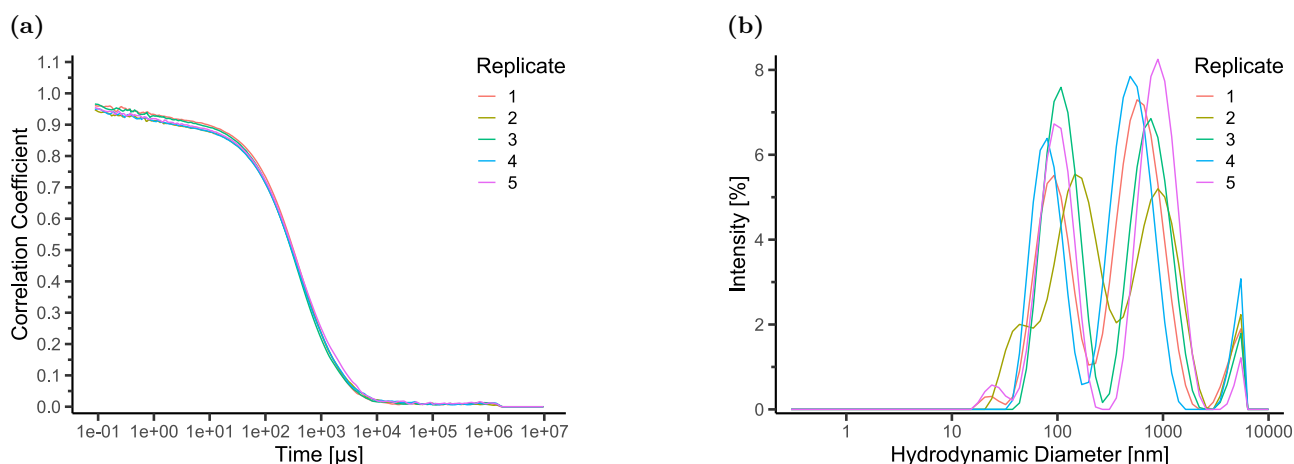 (a)
Correlation Coefficient
1.1
1.0
0.9
0.8
0.7
0.6
0.5
0.4
0.3
0.2
0.1
0.0
1e-01 1e+00 1e+01 1e+02 1e+03 1e+04 1e+05 1e+06 1e+07
Time [µs]
Replicate
1
2
3
4
5
(b)
Intensity [%]
8
6
4
2
0
1 10 100 1000 10000
Hydrodynamic Diameter [nm]
Replicate
1
2
3
4
5